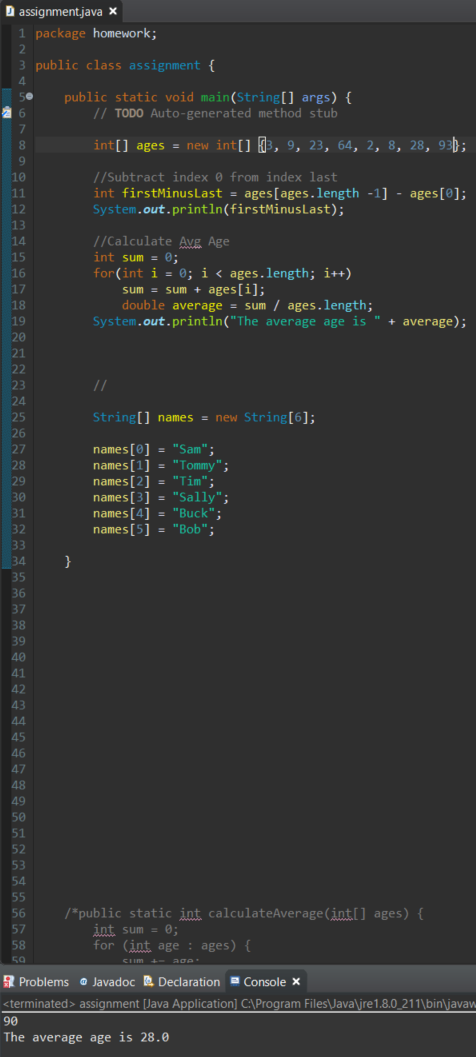 assignment.java
1 package homework;
2
3 public class assignment {
4
5 public static void main(String[] args) {
6 // TODO Auto-generated method stub
7
8 int[] ages = new int[] {3, 9, 23, 64, 2, 8, 28, 93};
9
10 //Subtract index 0 from index last
11 int firstMinusLast = ages[ages.length -1] - ages[0];
12 System.out.println(firstMinusLast);
13
14 //Calculate Avg Age
15 int sum = 0;
16 for(int i = 0; i < ages.length; i++)
17 sum = sum + ages[i];
18 double average = sum / ages.length;
19 System.out.println("The average age is " + average);
20
21
22
23 //
24
25 String[] names = new String[6];
26
27 names[0] = "Sam";
28 names[1] = "Tommy";
29 names[2] = "Tim";
30 names[3] = "Sally";
31 names[4] = "Buck";
32 names[5] = "Bob";
33
34 }
35
36
37
38
39
40
41
42
43
44
45
46
47
48
49
50
51
52
53
54
55
56 /*public static int calculateAverage(int[] ages) {
57 int sum = 0;
58 for (int age : ages) {
59 sum += age;
Problems Javadoc Declaration Console
<terminated> assignment [Java Application] C:\Program Files\Java\jre1.8.0_211\bin\javaw
90
The average age is 28.0